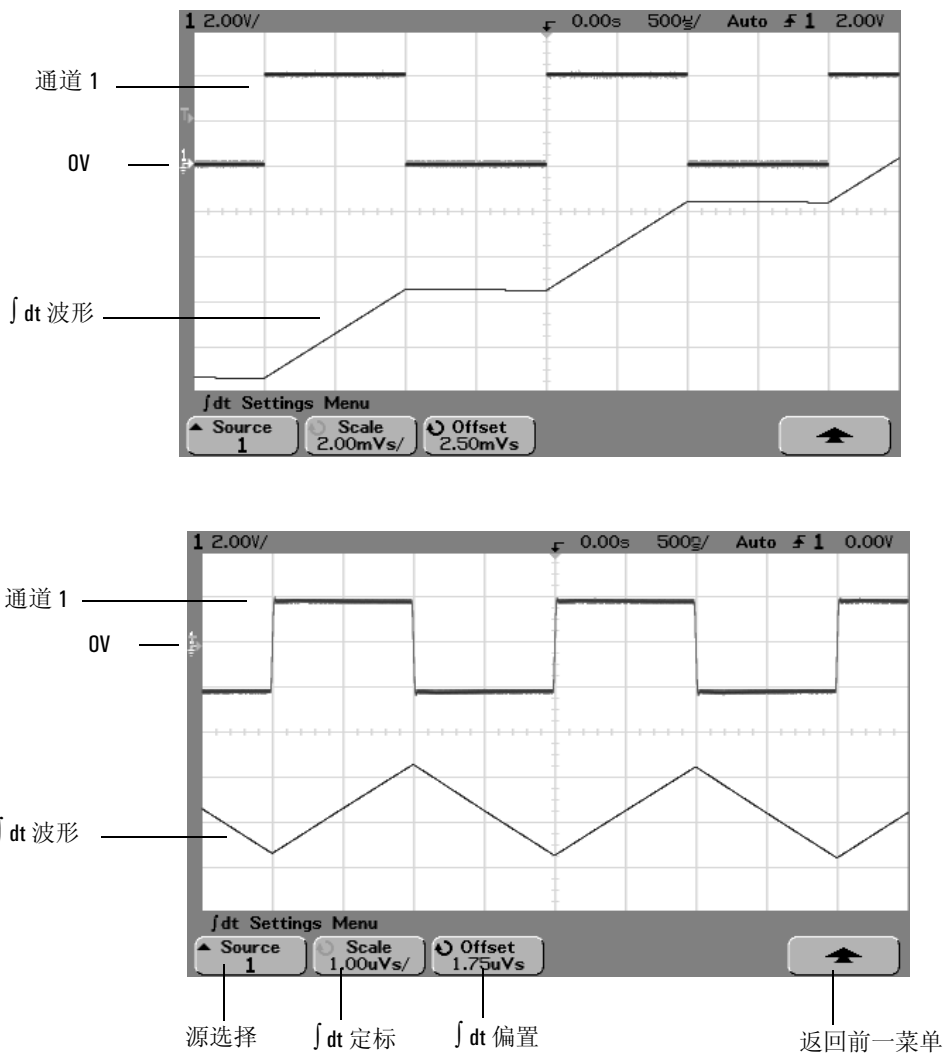 1 2.00V/ 0.00s 500㎲/ Auto 1 2.00V
通道 1
T
1
0V
∫ dt 波形
∫dt Settings Menu
Source Scale Offset
1 2.00mVs/ 2.50mVs
1 2.00V/ 0.00s 500㎱/ Auto 1 0.00V
通道 1
0V
∫ dt 波形
∫dt Settings Menu
Source Scale Offset
1 1.00uVs/ 1.75uVs
源选择 ∫ dt 定标 ∫ dt 偏置 返回前一菜单